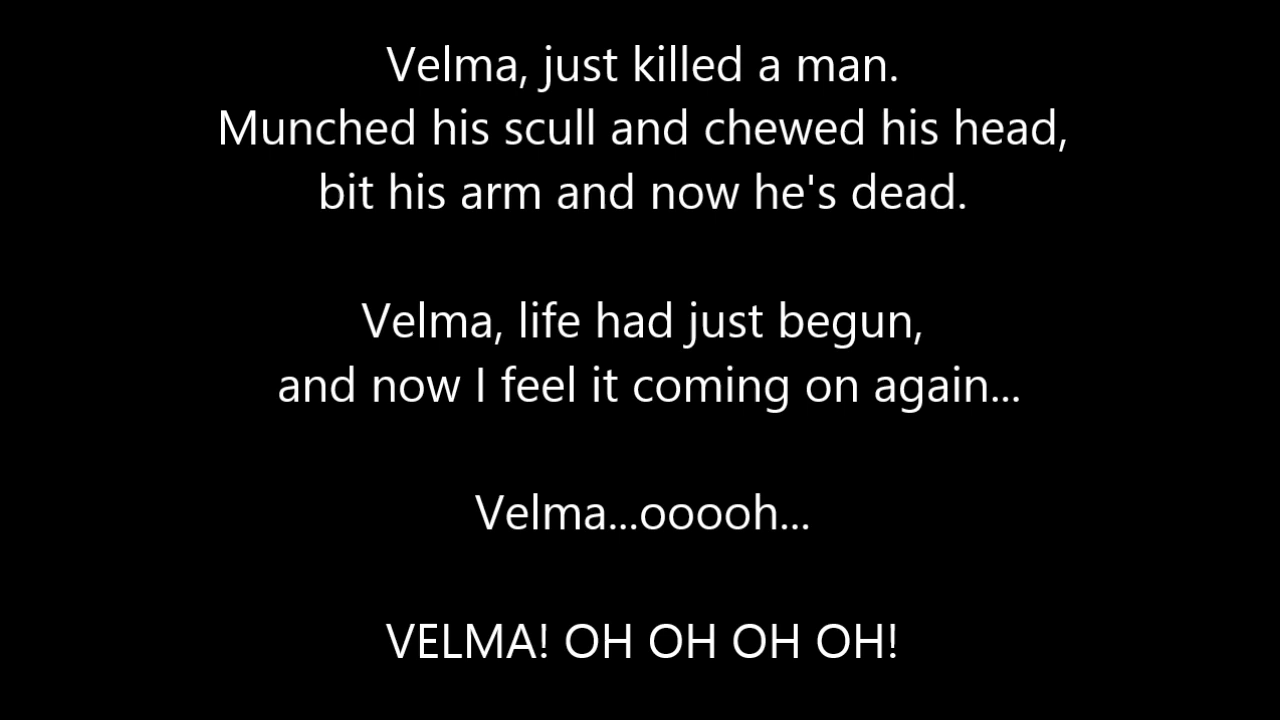 Velma, just killed a man.
Munched his scull and chewed his head,
bit his arm and now he's dead.
Velma, life had just begun,
and now I feel it coming on again...
Velma...ooooh...
VELMA! OH OH OH OH!